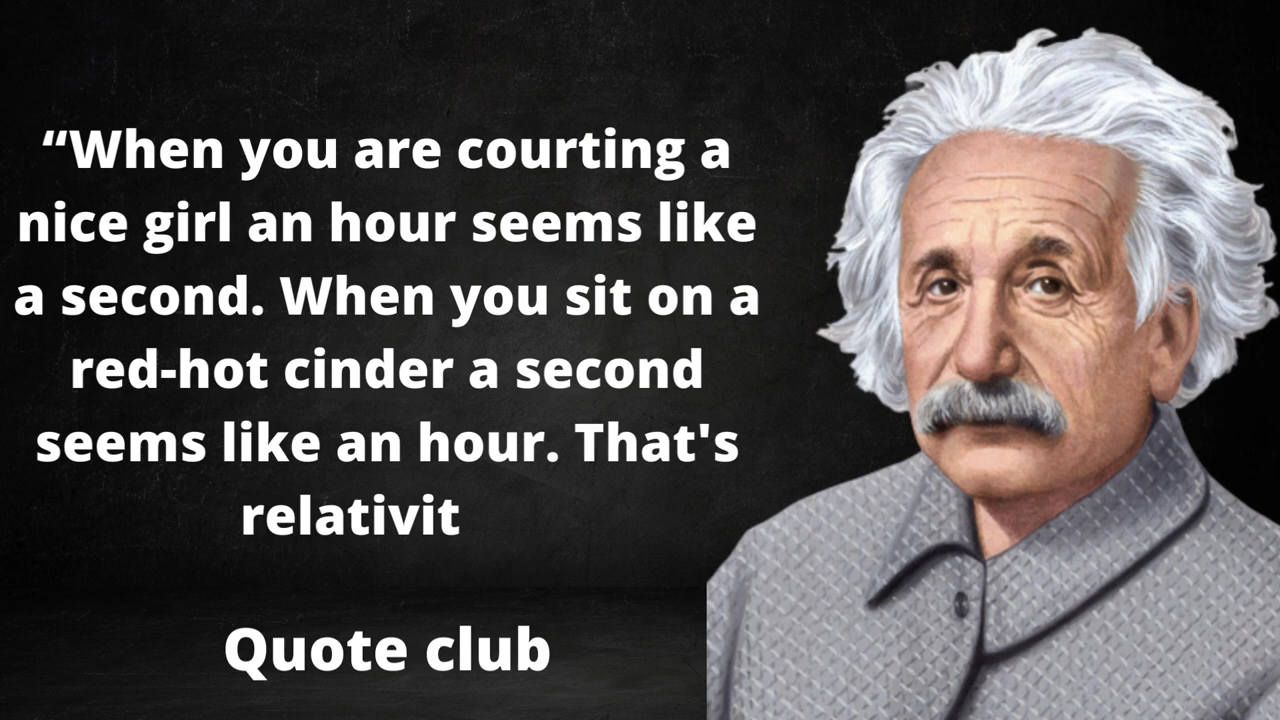 “When you are courting a
nice girl an hour seems like
a second. When you sit on a
red-hot cinder a second
seems like an hour. That's
relativit
Quote club